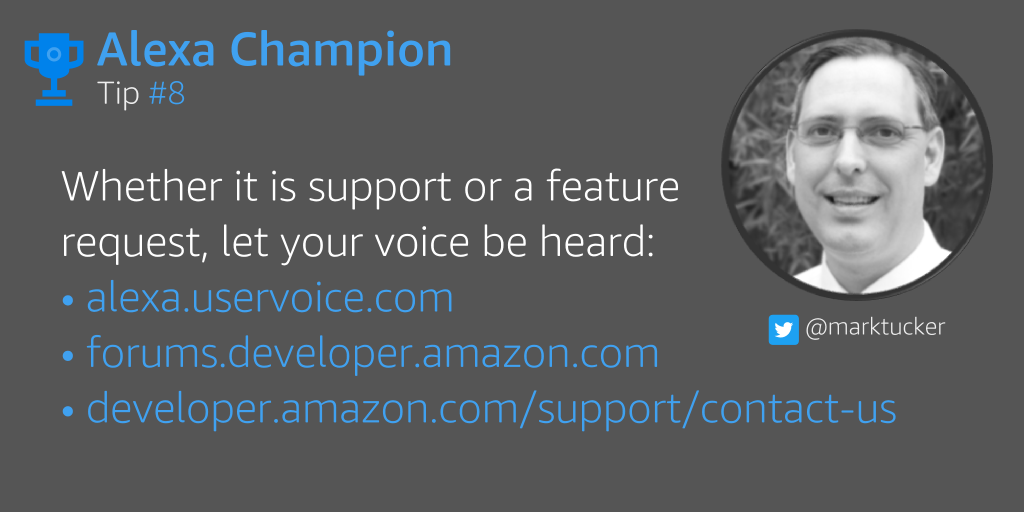 Alexa Champion
Tip #8
Whether it is support or a feature
request, let your voice be heard:
• alexa.uservoice.com
• forums.developer.amazon.com
• developer.amazon.com/support/contact-us
@marktucker